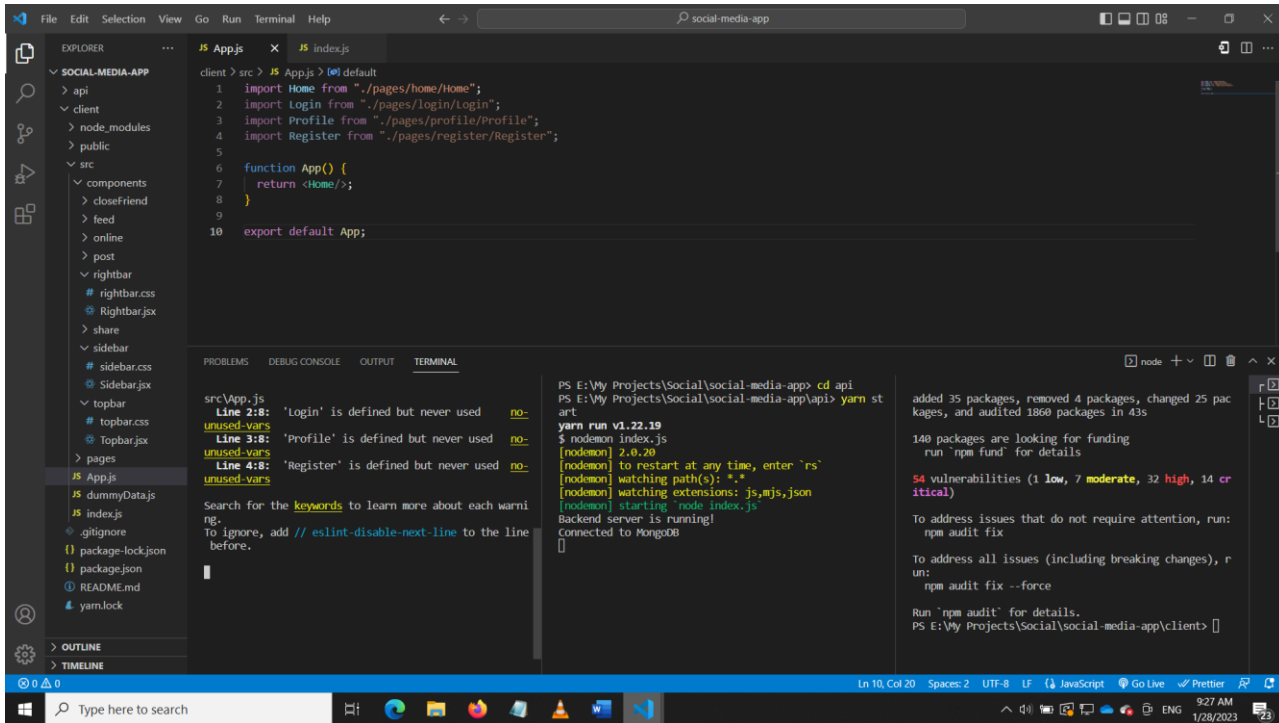 File Edit Selection View Go Run Terminal Help
social-media-app
EXPLORER
SOCIAL-MEDIA-APP
api
client
node_modules
public
src
components
closeFriend
feed
online
post
rightbar
# rightbar.css
Rightbar.jsx
share
sidebar
# sidebar.css
Sidebar.jsx
topbar
# topbar.css
Topbar.jsx
pages
JS App.js
JS dummyData.js
JS index.js
.gitignore
{} package-lock.json
{} package.json
README.md
yarn.lock
OUTLINE
TIMELINE
JS App.js × JS index.js
client > src > JS App.js > default
1 import Home from "./pages/home/Home";
2 import Login from "./pages/login/Login";
3 import Profile from "./pages/profile/Profile";
4 import Register from "./pages/register/Register";
5
6 function App() {
7 return <Home/>;
8 }
9
10 export default App;
PROBLEMS DEBUG CONSOLE OUTPUT TERMINAL
node
src\App.js
Line 2:8: 'Login' is defined but never used no-
unused-vars
Line 3:8: 'Profile' is defined but never used no-
unused-vars
Line 4:8: 'Register' is defined but never used no-
unused-vars
Search for the keywords to learn more about each warni
ng.
To ignore, add // eslint-disable-next-line to the line
before.
PS E:\My Projects\Social\social-media-app> cd api
PS E:\My Projects\Social\social-media-app\api> yarn st
art
yarn run v1.22.19
$ nodemon index.js
[nodemon] 2.0.20
[nodemon] to restart at any time, enter `rs`
[nodemon] watching path(s): *.*
[nodemon] watching extensions: js,mjs,json
[nodemon] starting `node index.js`
Backend server is running!
Connected to MongoDB
added 35 packages, removed 4 packages, changed 25 pac
kages, and audited 1860 packages in 43s
140 packages are looking for funding
run `npm fund` for details
54 vulnerabilities (1 low, 7 moderate, 32 high, 14 cr
itical)
To address issues that do not require attention, run:
npm audit fix
To address all issues (including breaking changes), r
un:
npm audit fix --force
Run `npm audit` for details.
PS E:\My Projects\Social\social-media-app\client>
0 0
Ln 10, Col 20 Spaces: 2 UTF-8 LF {} JavaScript Go Live Prettier
Type here to search
ENG
9:27 AM
1/28/2023
23